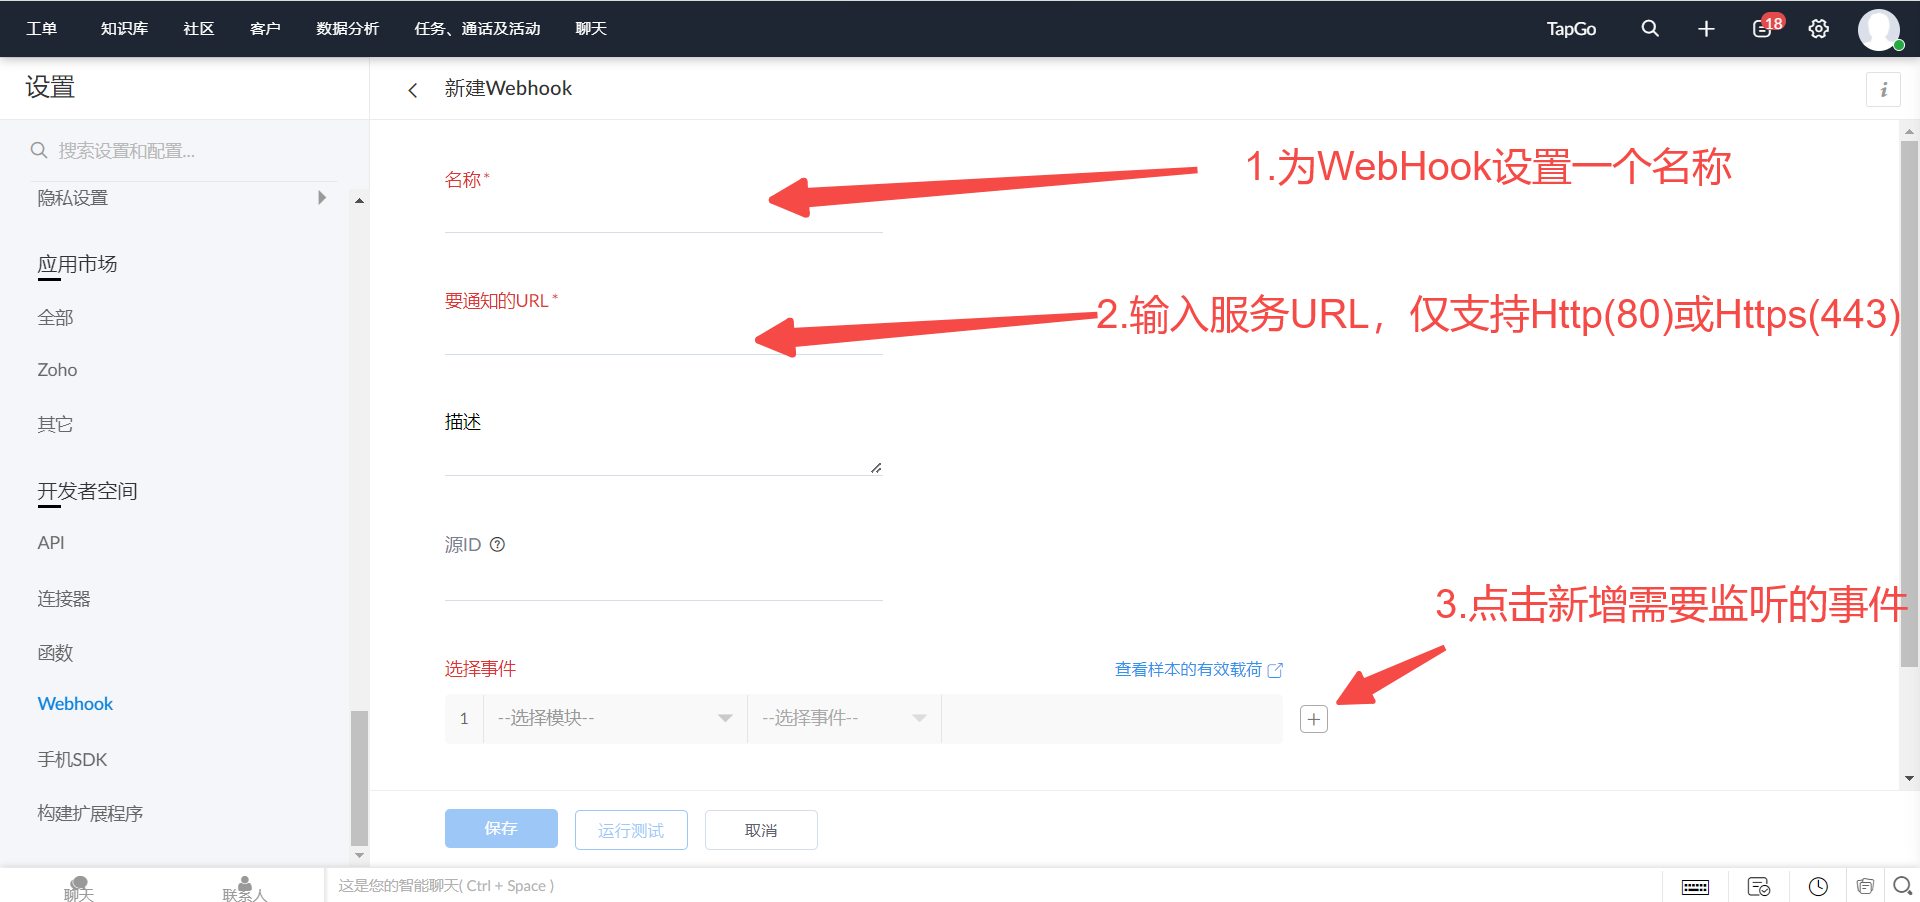 工单 知识库 社区 客户 数据分析 任务、通话及活动 聊天 TapGo 18
设置
新建Webhook
i
搜索设置和配置...
隐私设置
应用市场
全部
Zoho
其它
开发者空间
API
连接器
函数
Webhook
手机SDK
构建扩展程序
名称*
1.为WebHook设置一个名称
要通知的URL*
2.输入服务URL，仅支持Http(80)或Https(443)
描述
源ID ?
3.点击新增需要监听的事件
选择事件 查看样本的有效载荷
1 --选择模块-- --选择事件--
保存 运行测试 取消
聊天 联系人 这是您的智能聊天( Ctrl + Space )